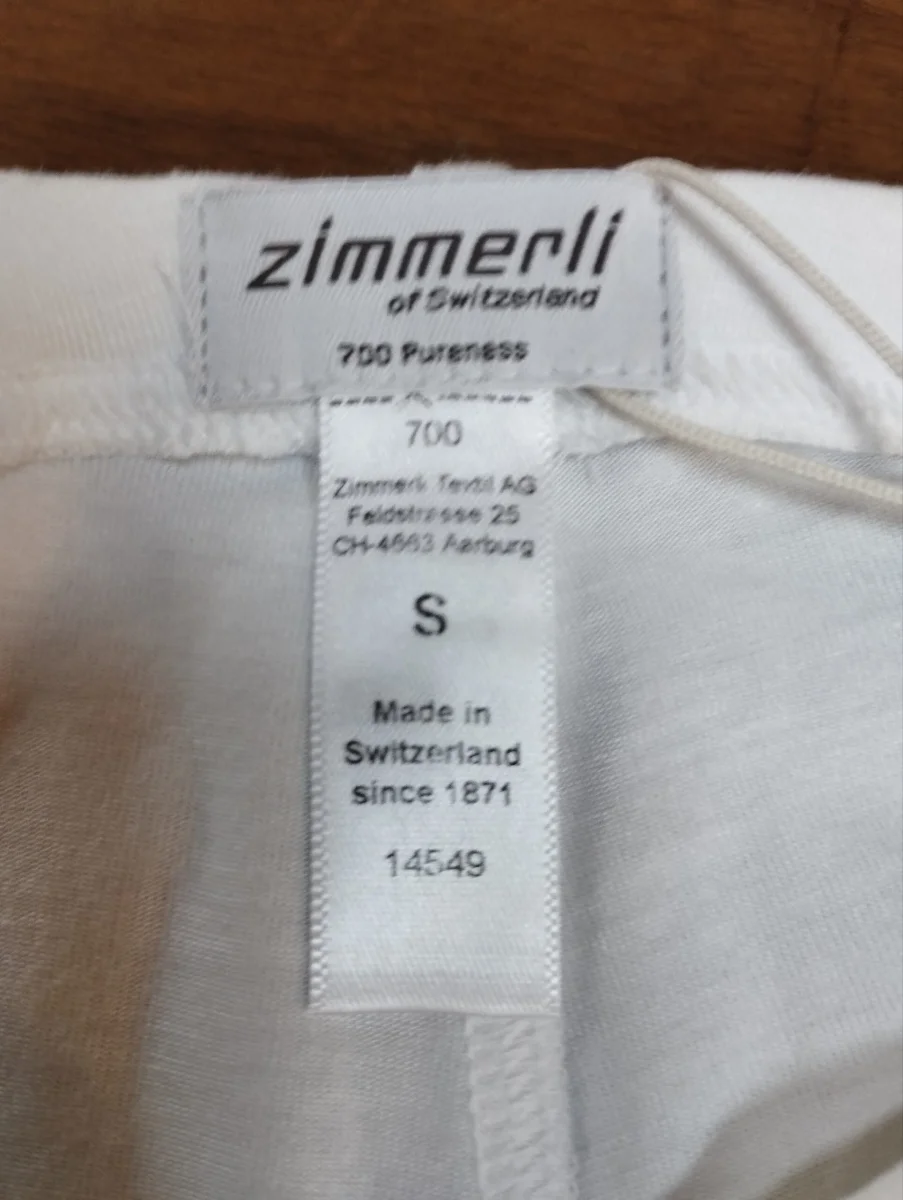 zimmerli
of Switzerland
700 Pureness
700
Zimmerli Textil AG
Feldstrasse 25
CH-4663 Aarburg
S
Made in
Switzerland
since 1871
14549